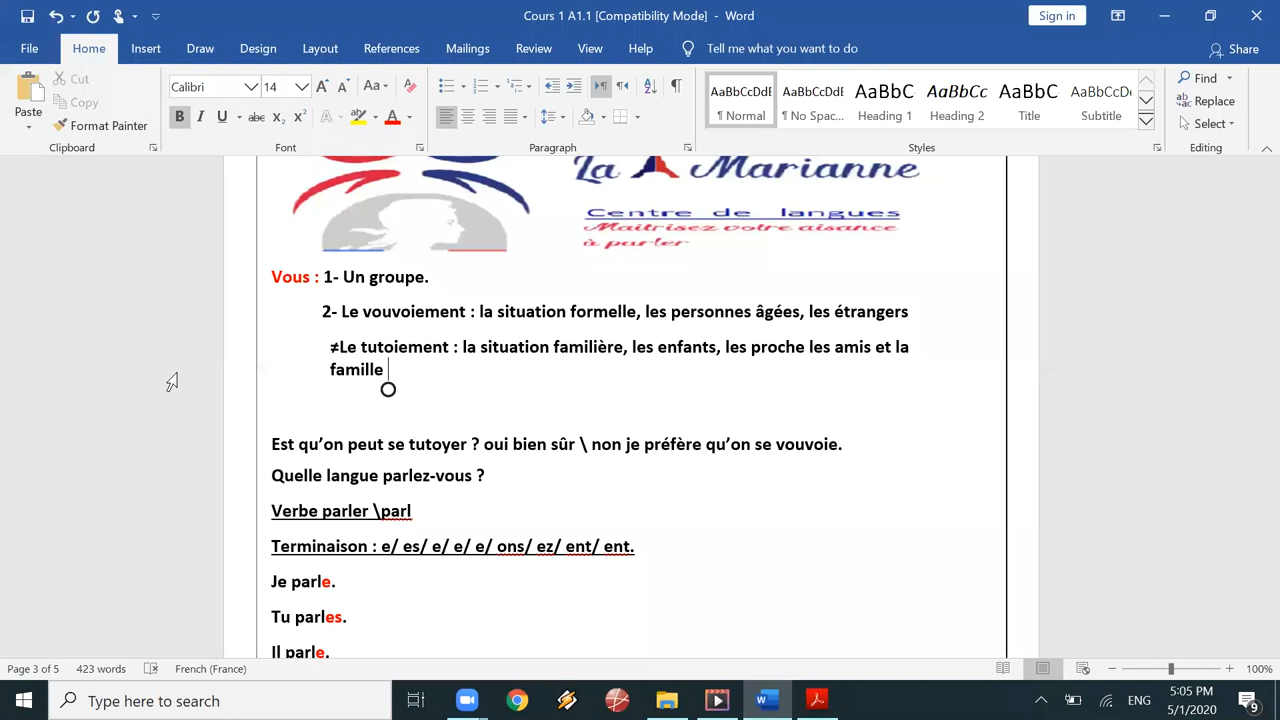 Cours 1 A1.1 [Compatibility Mode] - Word
Sign in
File Home Insert Draw Design Layout References Mailings Review View Help Tell me what you want to do Share
Paste
Cut
Copy
Format Painter
Clipboard
Calibri 14
Font
Paragraph
AaBbCcDdE AaBbCcDdE AaBbC AaBbCc AaBbC AaBbCcDd
¶ Normal ¶ No Spac... Heading 1 Heading 2 Title Subtitle
Styles
Find
Replace
Select
Editing
La Marianne
Centre de langues
Maitrisez votre aisance
à parler
Vous : 1- Un groupe.
2- Le vouvoiement : la situation formelle, les personnes âgées, les étrangers
≠Le tutoiement : la situation familière, les enfants, les proche les amis et la
famille
Est qu’on peut se tutoyer ? oui bien sûr \ non je préfère qu’on se vouvoie.
Quelle langue parlez-vous ?
Verbe parler \parl
Terminaison : e/ es/ e/ e/ e/ ons/ ez/ ent/ ent.
Je parle.
Tu parles.
Il parle.
Page 3 of 5 423 words French (France) 100%
Type here to search
ENG
5:05 PM
5/1/2020
9